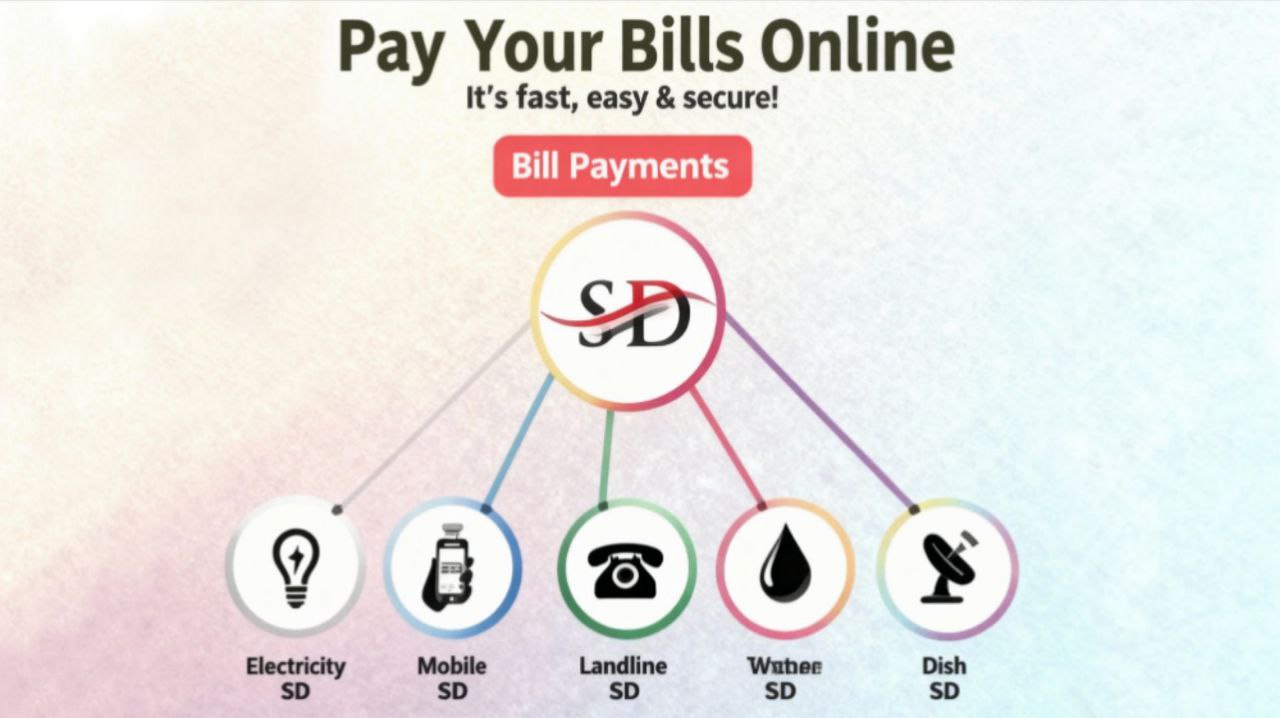 Pay Your Bills Online
It's fast, easy & secure!
Bill Payments
SD
Electricity
SD
Mobile
SD
Landline
SD
SD
Dish
SD